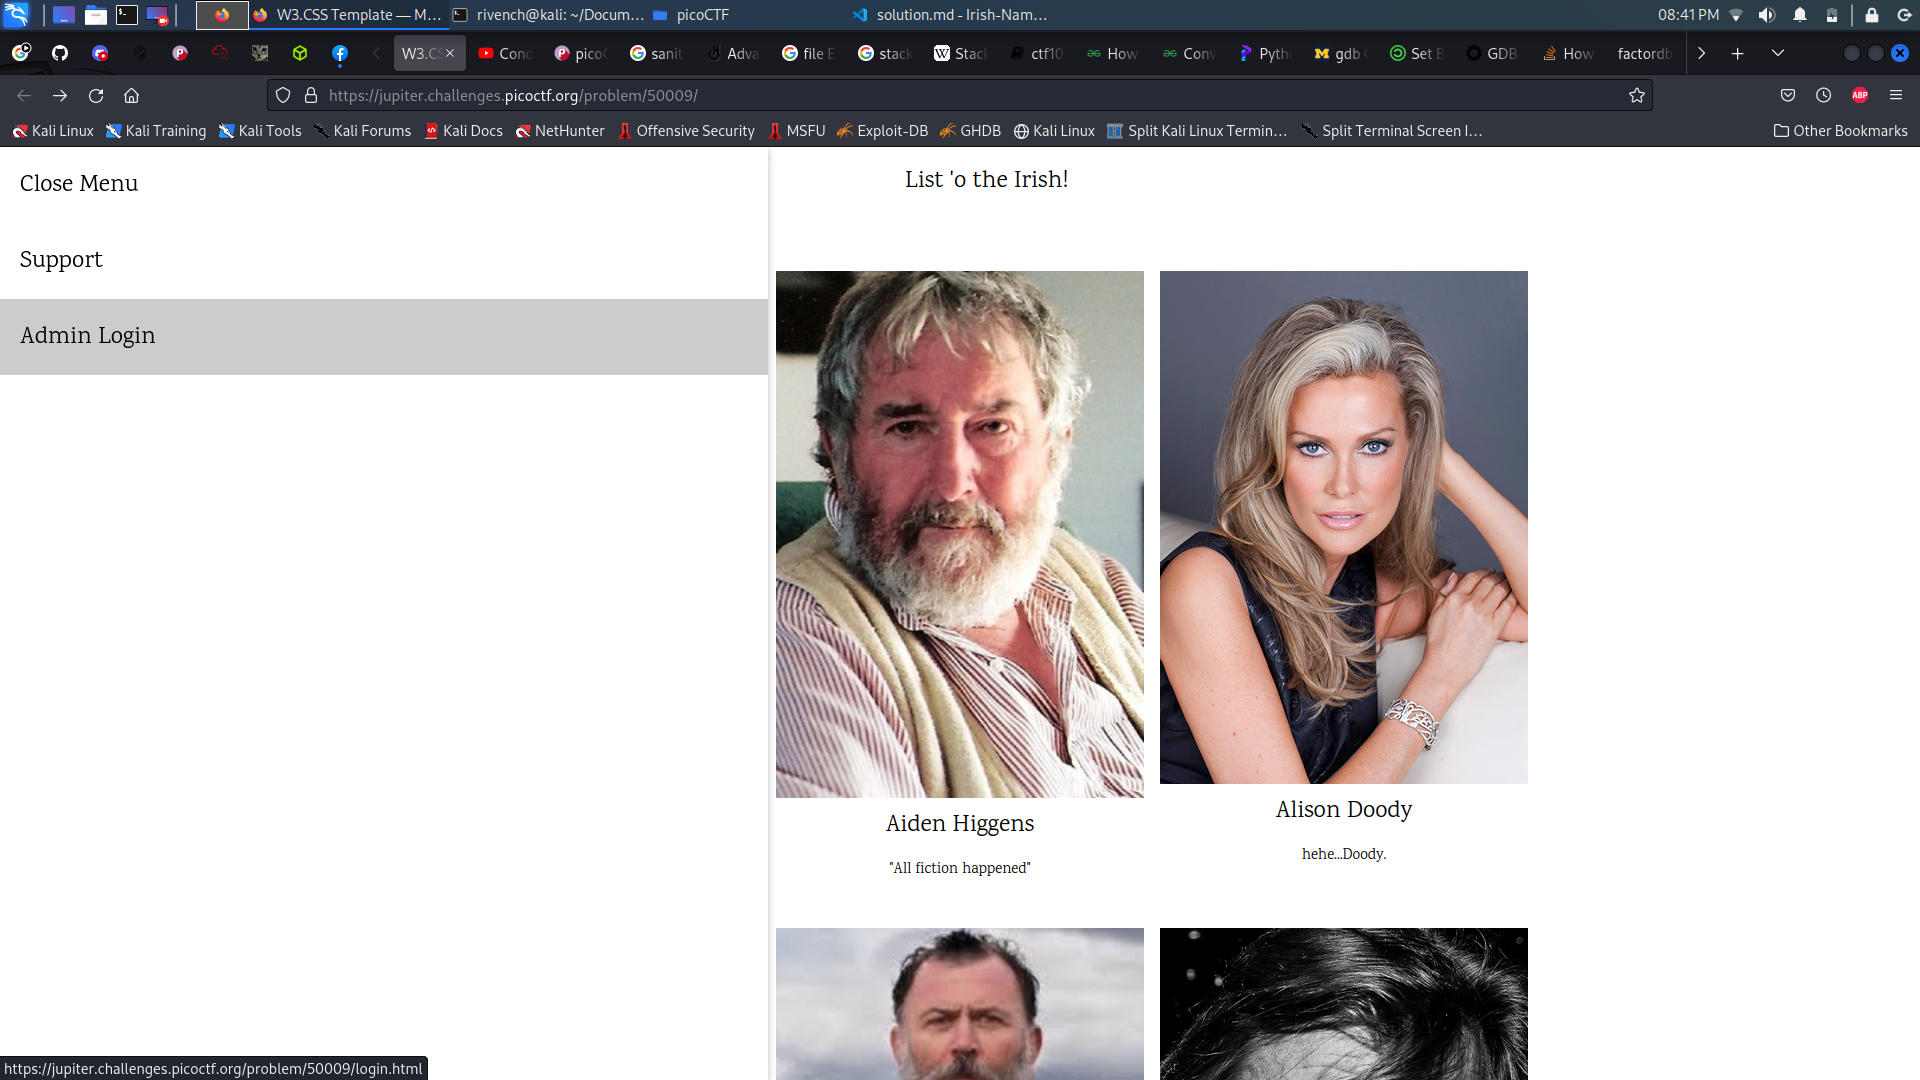 W3.CSS Template — M...
rivench@kali: ~/Docum...
picoCTF
solution.md - Irish-Nam...
08:41 PM
W3.CS
Conc
picoC
sanit
Adva
file E
stack
Stack
ctf10
How
Conv
Pytho
gdb
Set B
GDB
How
factordb
https://jupiter.challenges.picoctf.org/problem/50009/
ABP
Kali Linux
Kali Training
Kali Tools
Kali Forums
Kali Docs
NetHunter
Offensive Security
MSFU
Exploit-DB
GHDB
Kali Linux
Split Kali Linux Termin...
Split Terminal Screen I...
Other Bookmarks
Close Menu
Support
Admin Login
List 'o the Irish!
Aiden Higgens
"All fiction happened"
Alison Doody
hehe...Doody.
https://jupiter.challenges.picoctf.org/problem/50009/login.html